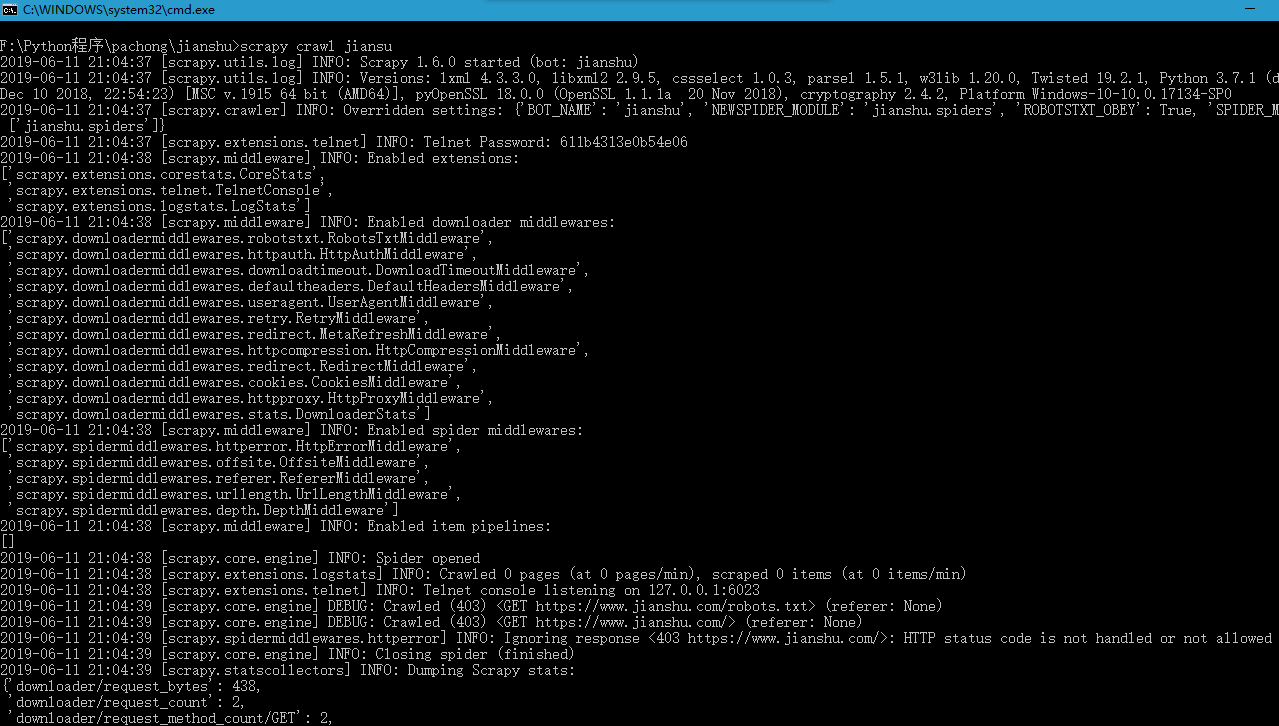 C:\WINDOWS\system32\cmd.exe
F:\Python程序\pachong\jianshu>scrapy crawl jiansu
2019-06-11 21:04:37 [scrapy.utils.log] INFO: Scrapy 1.6.0 started (bot: jianshu)
2019-06-11 21:04:37 [scrapy.utils.log] INFO: Versions: lxml 4.3.3.0, libxml2 2.9.5, cssselect 1.0.3, parsel 1.5.1, w3lib 1.20.0, Twisted 19.2.1, Python 3.7.1 (d
Dec 10 2018, 22:54:23) [MSC v.1915 64 bit (AMD64)], pyOpenSSL 18.0.0 (OpenSSL 1.1.1a  20 Nov 2018), cryptography 2.4.2, Platform Windows-10-10.0.17134-SP0
2019-06-11 21:04:37 [scrapy.crawler] INFO: Overridden settings: {'BOT_NAME': 'jianshu', 'NEWSPIDER_MODULE': 'jianshu.spiders', 'ROBOTSTXT_OBEY': True, 'SPIDER_M
['jianshu.spiders']}
2019-06-11 21:04:37 [scrapy.extensions.telnet] INFO: Telnet Password: 611b4313e0b54e06
2019-06-11 21:04:38 [scrapy.middleware] INFO: Enabled extensions:
['scrapy.extensions.corestats.CoreStats',
'scrapy.extensions.telnet.TelnetConsole',
'scrapy.extensions.logstats.LogStats']
2019-06-11 21:04:38 [scrapy.middleware] INFO: Enabled downloader middlewares:
['scrapy.downloadermiddlewares.robotstxt.RobotsTxtMiddleware',
'scrapy.downloadermiddlewares.httpauth.HttpAuthMiddleware',
'scrapy.downloadermiddlewares.downloadtimeout.DownloadTimeoutMiddleware',
'scrapy.downloadermiddlewares.defaultheaders.DefaultHeadersMiddleware',
'scrapy.downloadermiddlewares.useragent.UserAgentMiddleware',
'scrapy.downloadermiddlewares.retry.RetryMiddleware',
'scrapy.downloadermiddlewares.redirect.MetaRefreshMiddleware',
'scrapy.downloadermiddlewares.httpcompression.HttpCompressionMiddleware',
'scrapy.downloadermiddlewares.redirect.RedirectMiddleware',
'scrapy.downloadermiddlewares.cookies.CookiesMiddleware',
'scrapy.downloadermiddlewares.httpproxy.HttpProxyMiddleware',
'scrapy.downloadermiddlewares.stats.DownloaderStats']
2019-06-11 21:04:38 [scrapy.middleware] INFO: Enabled spider middlewares:
['scrapy.spidermiddlewares.httperror.HttpErrorMiddleware',
'scrapy.spidermiddlewares.offsite.OffsiteMiddleware',
'scrapy.spidermiddlewares.referer.RefererMiddleware',
'scrapy.spidermiddlewares.urllength.UrlLengthMiddleware',
'scrapy.spidermiddlewares.depth.DepthMiddleware']
2019-06-11 21:04:38 [scrapy.middleware] INFO: Enabled item pipelines:
[]
2019-06-11 21:04:38 [scrapy.core.engine] INFO: Spider opened
2019-06-11 21:04:38 [scrapy.extensions.logstats] INFO: Crawled 0 pages (at 0 pages/min), scraped 0 items (at 0 items/min)
2019-06-11 21:04:38 [scrapy.extensions.telnet] INFO: Telnet console listening on 127.0.0.1:6023
2019-06-11 21:04:39 [scrapy.core.engine] DEBUG: Crawled (403) <GET https://www.jianshu.com/robots.txt> (referer: None)
2019-06-11 21:04:39 [scrapy.core.engine] DEBUG: Crawled (403) <GET https://www.jianshu.com/> (referer: None)
2019-06-11 21:04:39 [scrapy.spidermiddlewares.httperror] INFO: Ignoring response <403 https://www.jianshu.com/>: HTTP status code is not handled or not allowed
2019-06-11 21:04:39 [scrapy.core.engine] INFO: Closing spider (finished)
2019-06-11 21:04:39 [scrapy.statscollectors] INFO: Dumping Scrapy stats:
{'downloader/request_bytes': 438,
'downloader/request_count': 2,
'downloader/request_method_count/GET': 2,